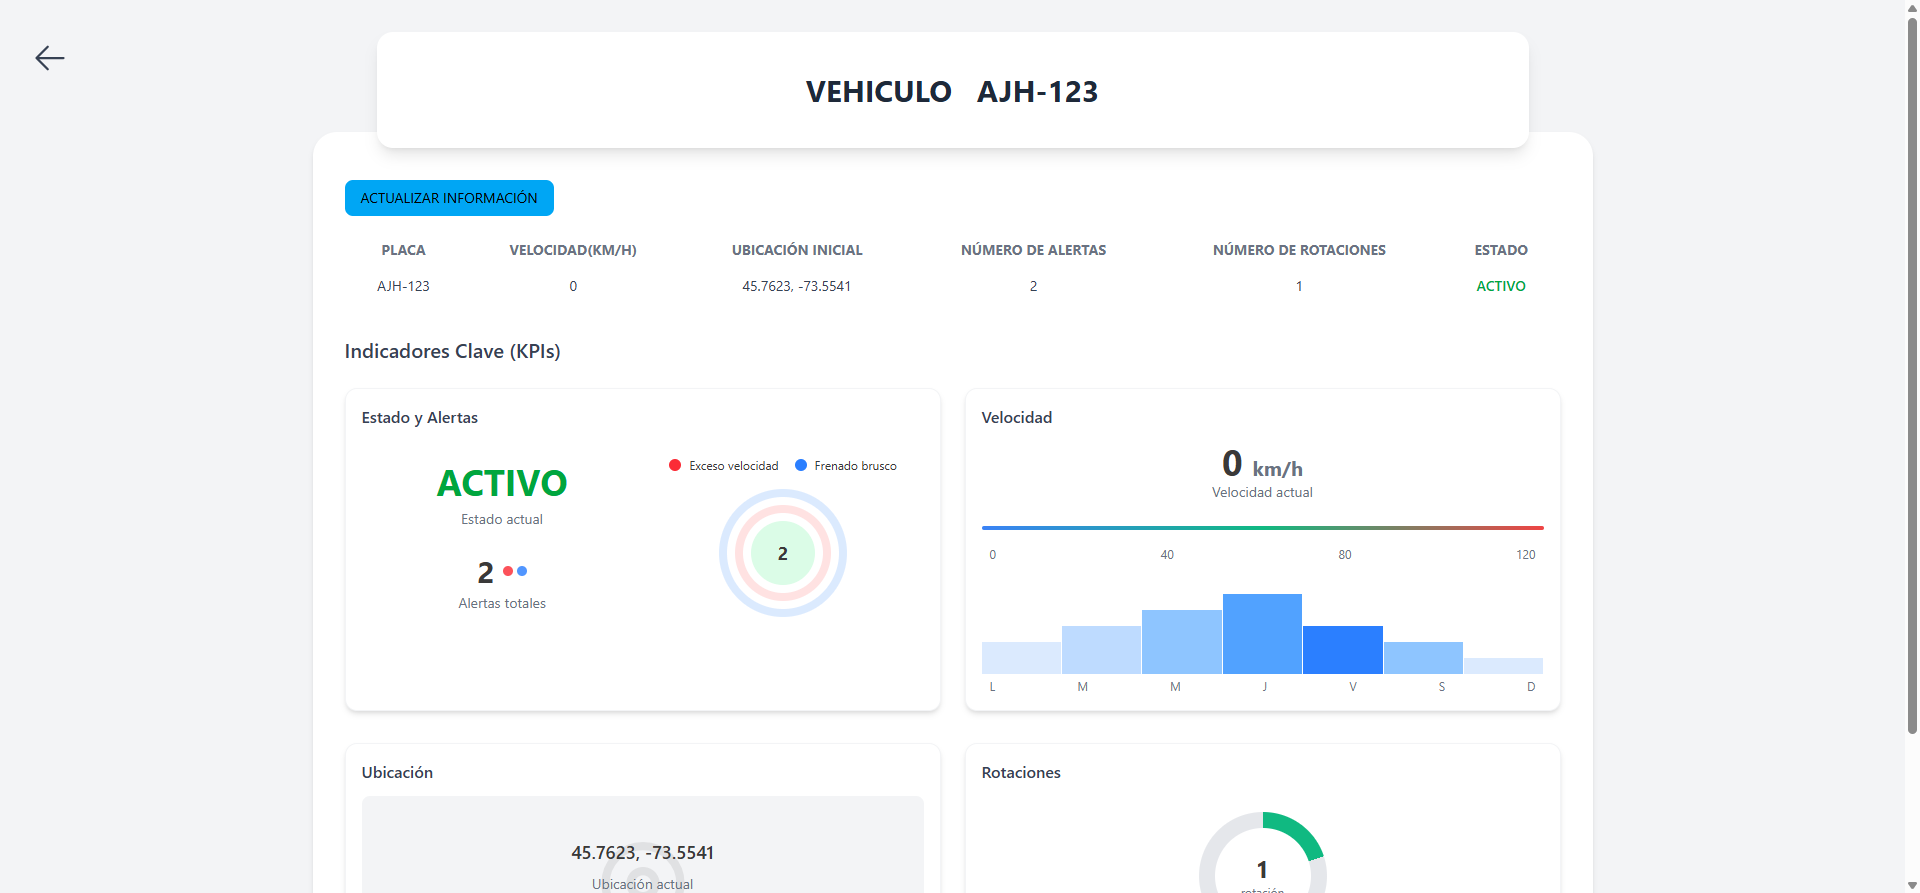 VEHICULO AJH-123
ACTUALIZAR INFORMACIÓN
PLACA VELOCIDAD(KM/H) UBICACIÓN INICIAL NÚMERO DE ALERTAS NÚMERO DE ROTACIONES ESTADO
AJH-123 0 45.7623, -73.5541 2 1 ACTIVO
Indicadores Clave (KPIs)
Estado y Alertas
ACTIVO
Estado actual
2
Alertas totales
Exceso velocidad Frenado brusco
2
Velocidad
0 km/h
Velocidad actual
0 40 80 120
L M M J V S D
Ubicación
45.7623, -73.5541
Ubicación actual
Rotaciones
1
rotación